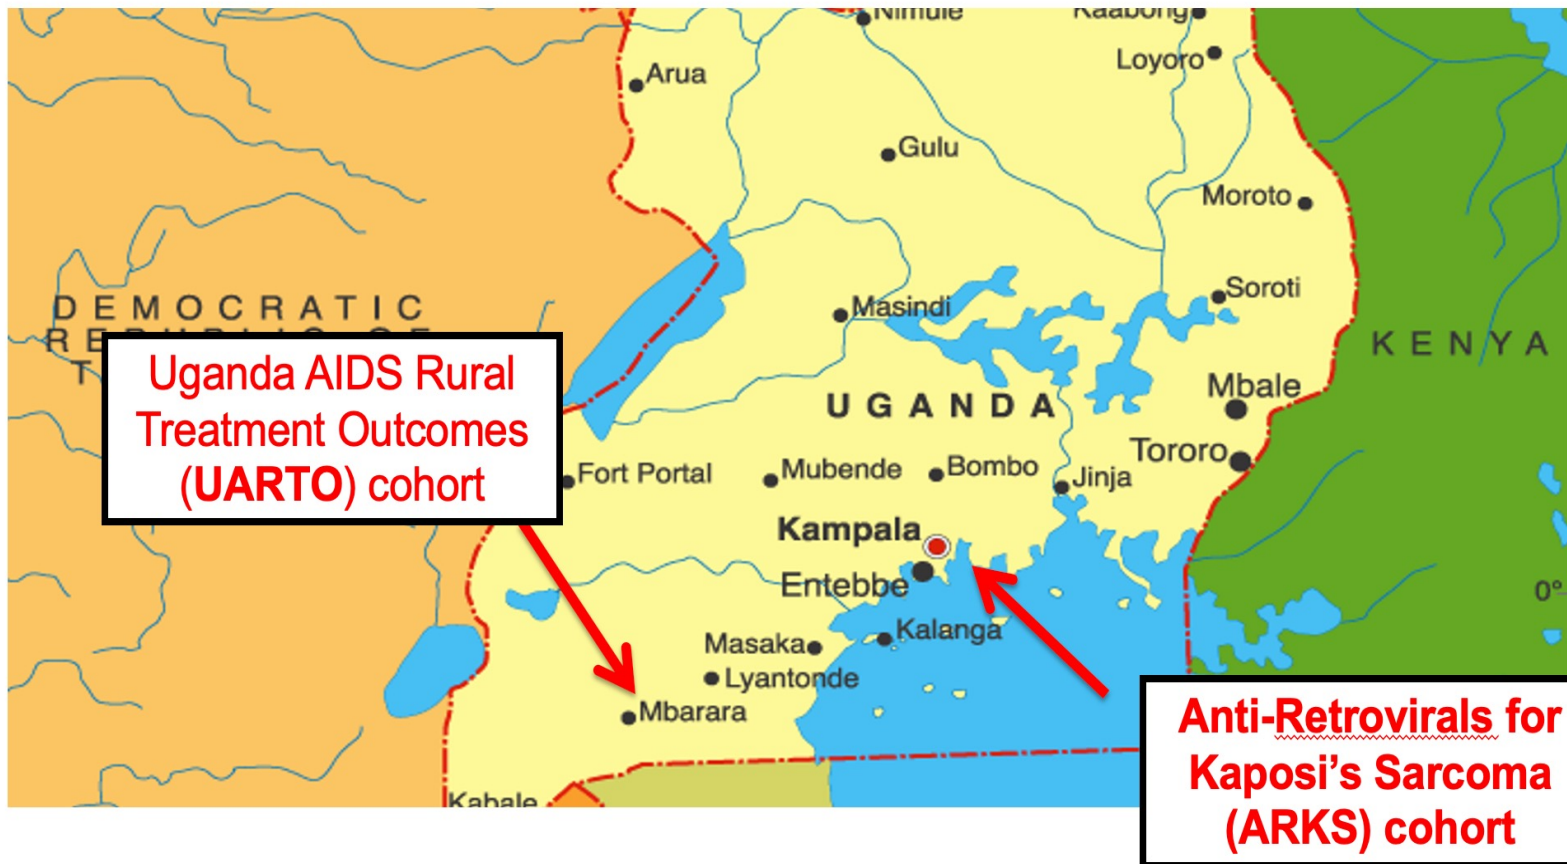 Nimule
Kaabong
Loyoro
Arua
Gulu
Moroto
DEMOCRATIC
Soroti
Masindi
KENYA
Uganda AIDS Rural
Treatment Outcomes
(UARTO) cohort
UGANDA
Mbale
Tororo
Fort Portal
Mubende
Bombo
Jinja
Kampala
Entebbe
0°
Kalanga
Masaka
Lyantonde
Mbarara
Anti-Retrovirals for
Kaposi's Sarcoma
(ARKS) cohort
Kabale